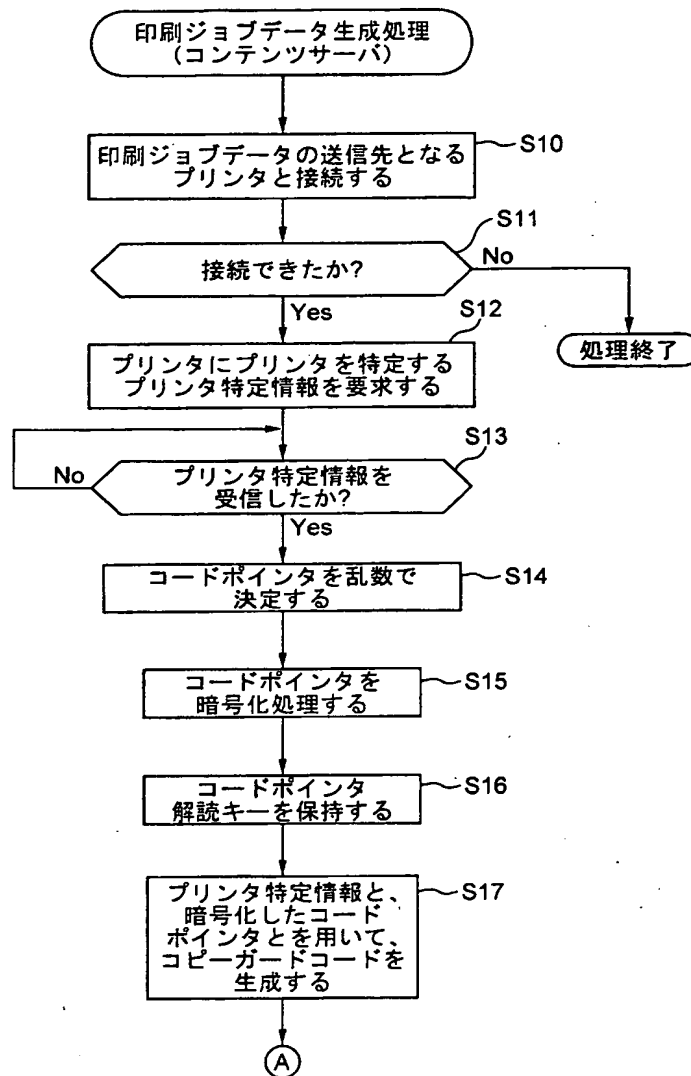 印刷ジョブデータ生成処理
(コンテンツサーバ)
S10
印刷ジョブデータの送信先となる
プリンタと接続する
S11
接続できたか?
No
Yes
処理終了
S12
プリンタにプリンタを特定する
プリンタ特定情報を要求する
S13
プリンタ特定情報を
受信したか?
No
Yes
コードポインタを乱数で
決定する
S14
コードポインタを
暗号化処理する
S15
コードポインタ
解読キーを保持する
S16
プリンタ特定情報と、
暗号化したコード
ポインタとを用いて、
コピーガードコードを
生成する
S17
A